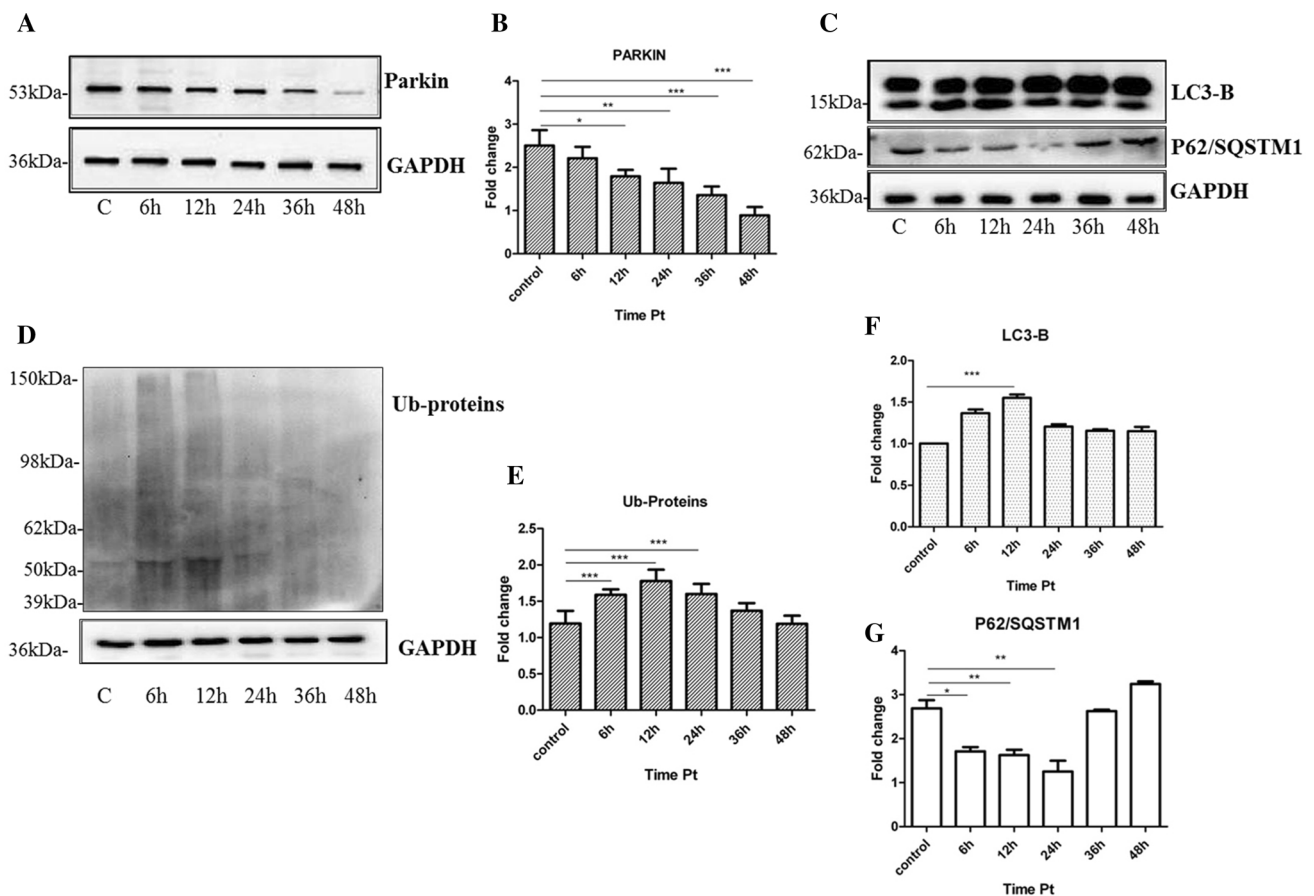 A
53kDa-
Parkin
36kDa-
GAPDH
C 6h 12h 24h 36h 48h
B
PARKIN
***
***
**
*
4
3
2
1
0
Fold change
control 6h 12h 24h 36h 48h
Time Pt
C
15kDa-
LC3-B
62kDa-
P62/SQSTM1
36kDa-
GAPDH
C 6h 12h 24h 36h 48h
D
150kDa-
Ub-proteins
98kDa-
62kDa-
50kDa-
39kDa-
36kDa-
GAPDH
C 6h 12h 24h 36h 48h
E
Ub-Proteins
***
***
***
2.5
2.0
1.5
1.0
0.5
0.0
Fold change
control 6h 12h 24h 36h 48h
Time Pt
F
LC3-B
***
2.0
1.5
1.0
0.5
0.0
Fold change
control 6h 12h 24h 36h 48h
Time Pt
G
P62/SQSTM1
**
**
*
4
3
2
1
0
Fold change
control 6h 12h 24h 36h 48h
Time Pt